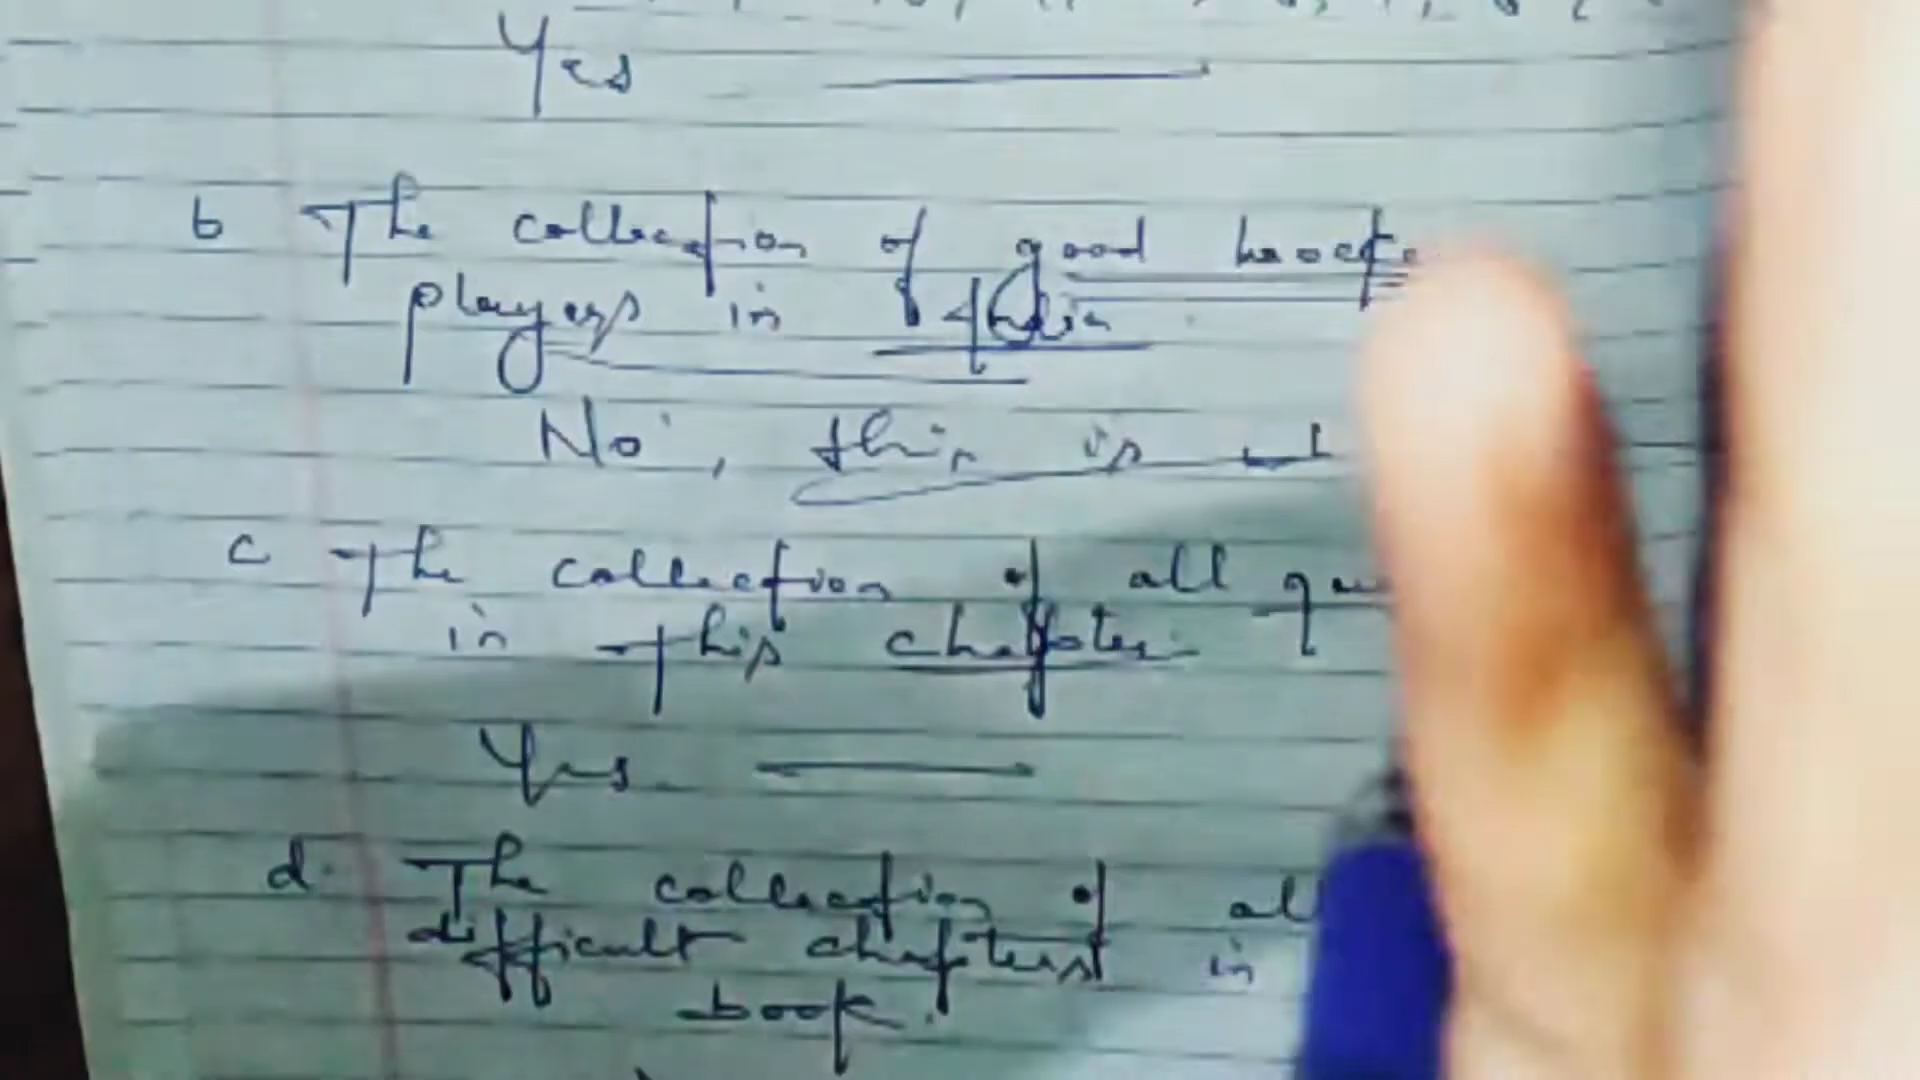 Yes
b The collection of good
players in India
No, this is
c The collection of all
in this chapter
Yes.
d. The collection of all
difficult chapters in
book.